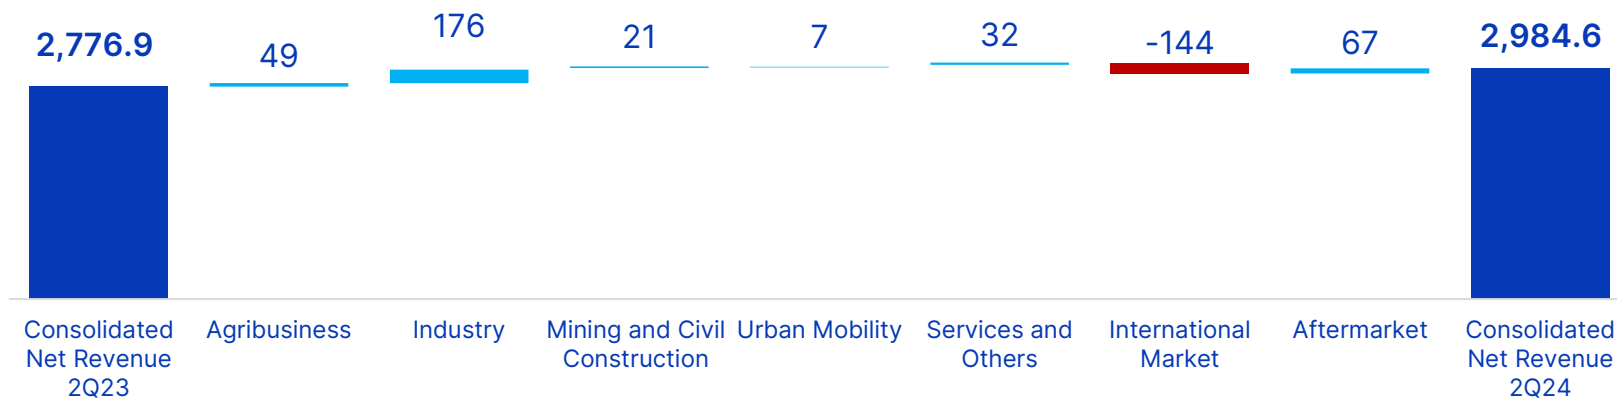 2,776.9
49
176
21
7
32
-144
67
2,984.6
Consolidated
Net Revenue
2Q23
Agribusiness
Industry
Mining and Civil
Construction
Urban Mobility
Services and
Others
International
Market
Aftermarket
Consolidated
Net Revenue
2Q24